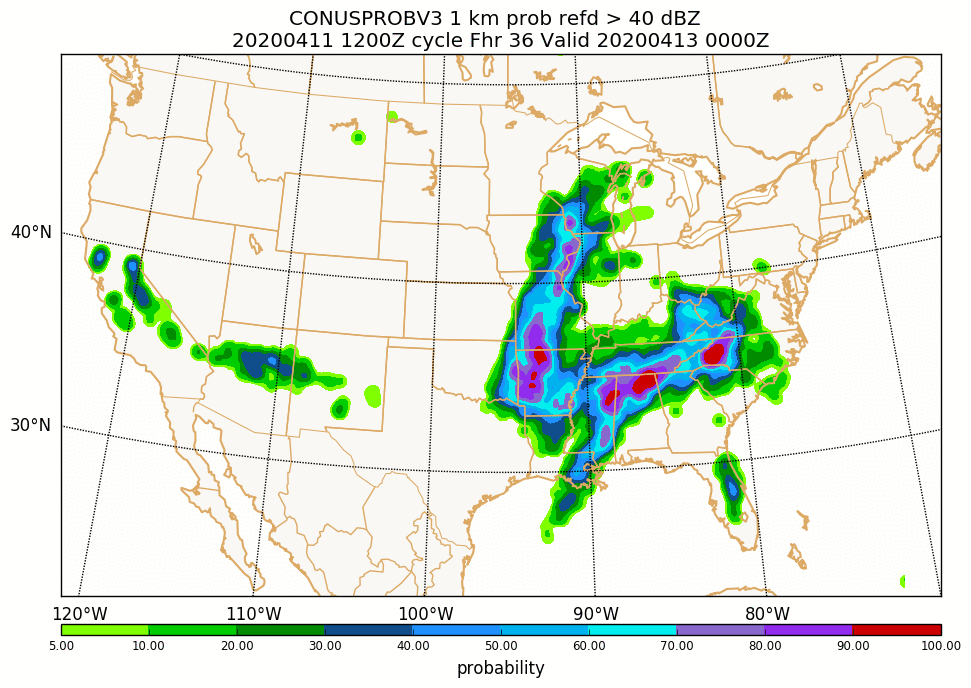 CONUSPROBV3 1 km prob refd > 40 dBZ
20200411 1200Z cycle Fhr 36 Valid 20200413 0000Z
40°N
30°N
120°W 110°W 100°W 90°W 80°W
5.00 10.00 20.00 30.00 40.00 50.00 60.00 70.00 80.00 90.00 100.00
probability